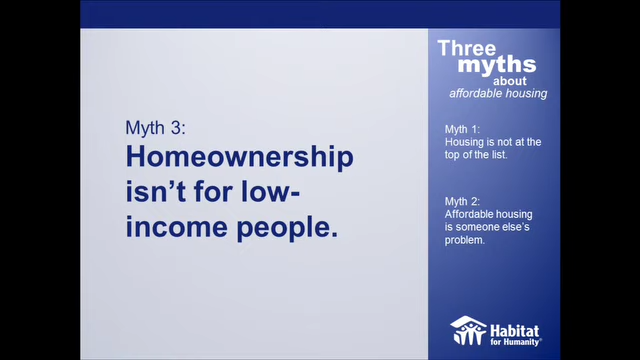 Myth 3:
Homeownership
isn't for low-
income people.
Three
myths
about
affordable housing
Myth 1:
Housing is not at the
top of the list.
Myth 2:
Affordable housing
is someone else's
problem.
Habitat
for Humanity®